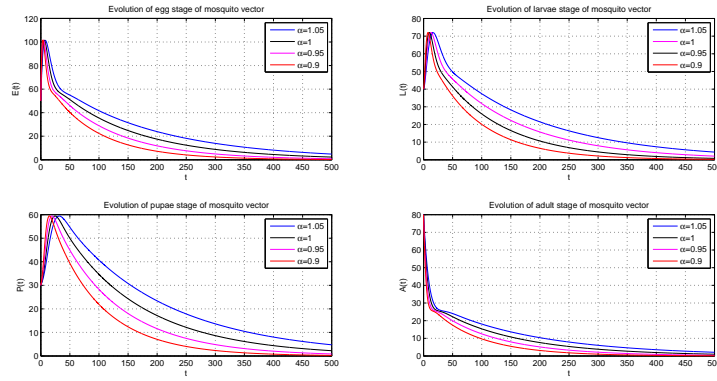 Evolution of egg stage of mosquito vector
120
100
80
60
40
20
0
E(t)
0 50 100 150 200 250 300 350 400 450 500
t
α=1.05
α=1
α=0.95
α=0.9
Evolution of larvae stage of mosquito vector
80
70
60
50
40
30
20
10
0
L(t)
0 50 100 150 200 250 300 350 400 450 500
t
α=1.05
α=1
α=0.95
α=0.9
Evolution of pupae stage of mosquito vector
60
50
40
30
20
10
0
P(t)
0 50 100 150 200 250 300 350 400 450 500
t
α=1.05
α=1
α=0.95
α=0.9
Evolution of adult stage of mosquito vector
80
70
60
50
40
30
20
10
0
A(t)
0 50 100 150 200 250 300 350 400 450 500
t
α=1.05
α=1
α=0.95
α=0.9